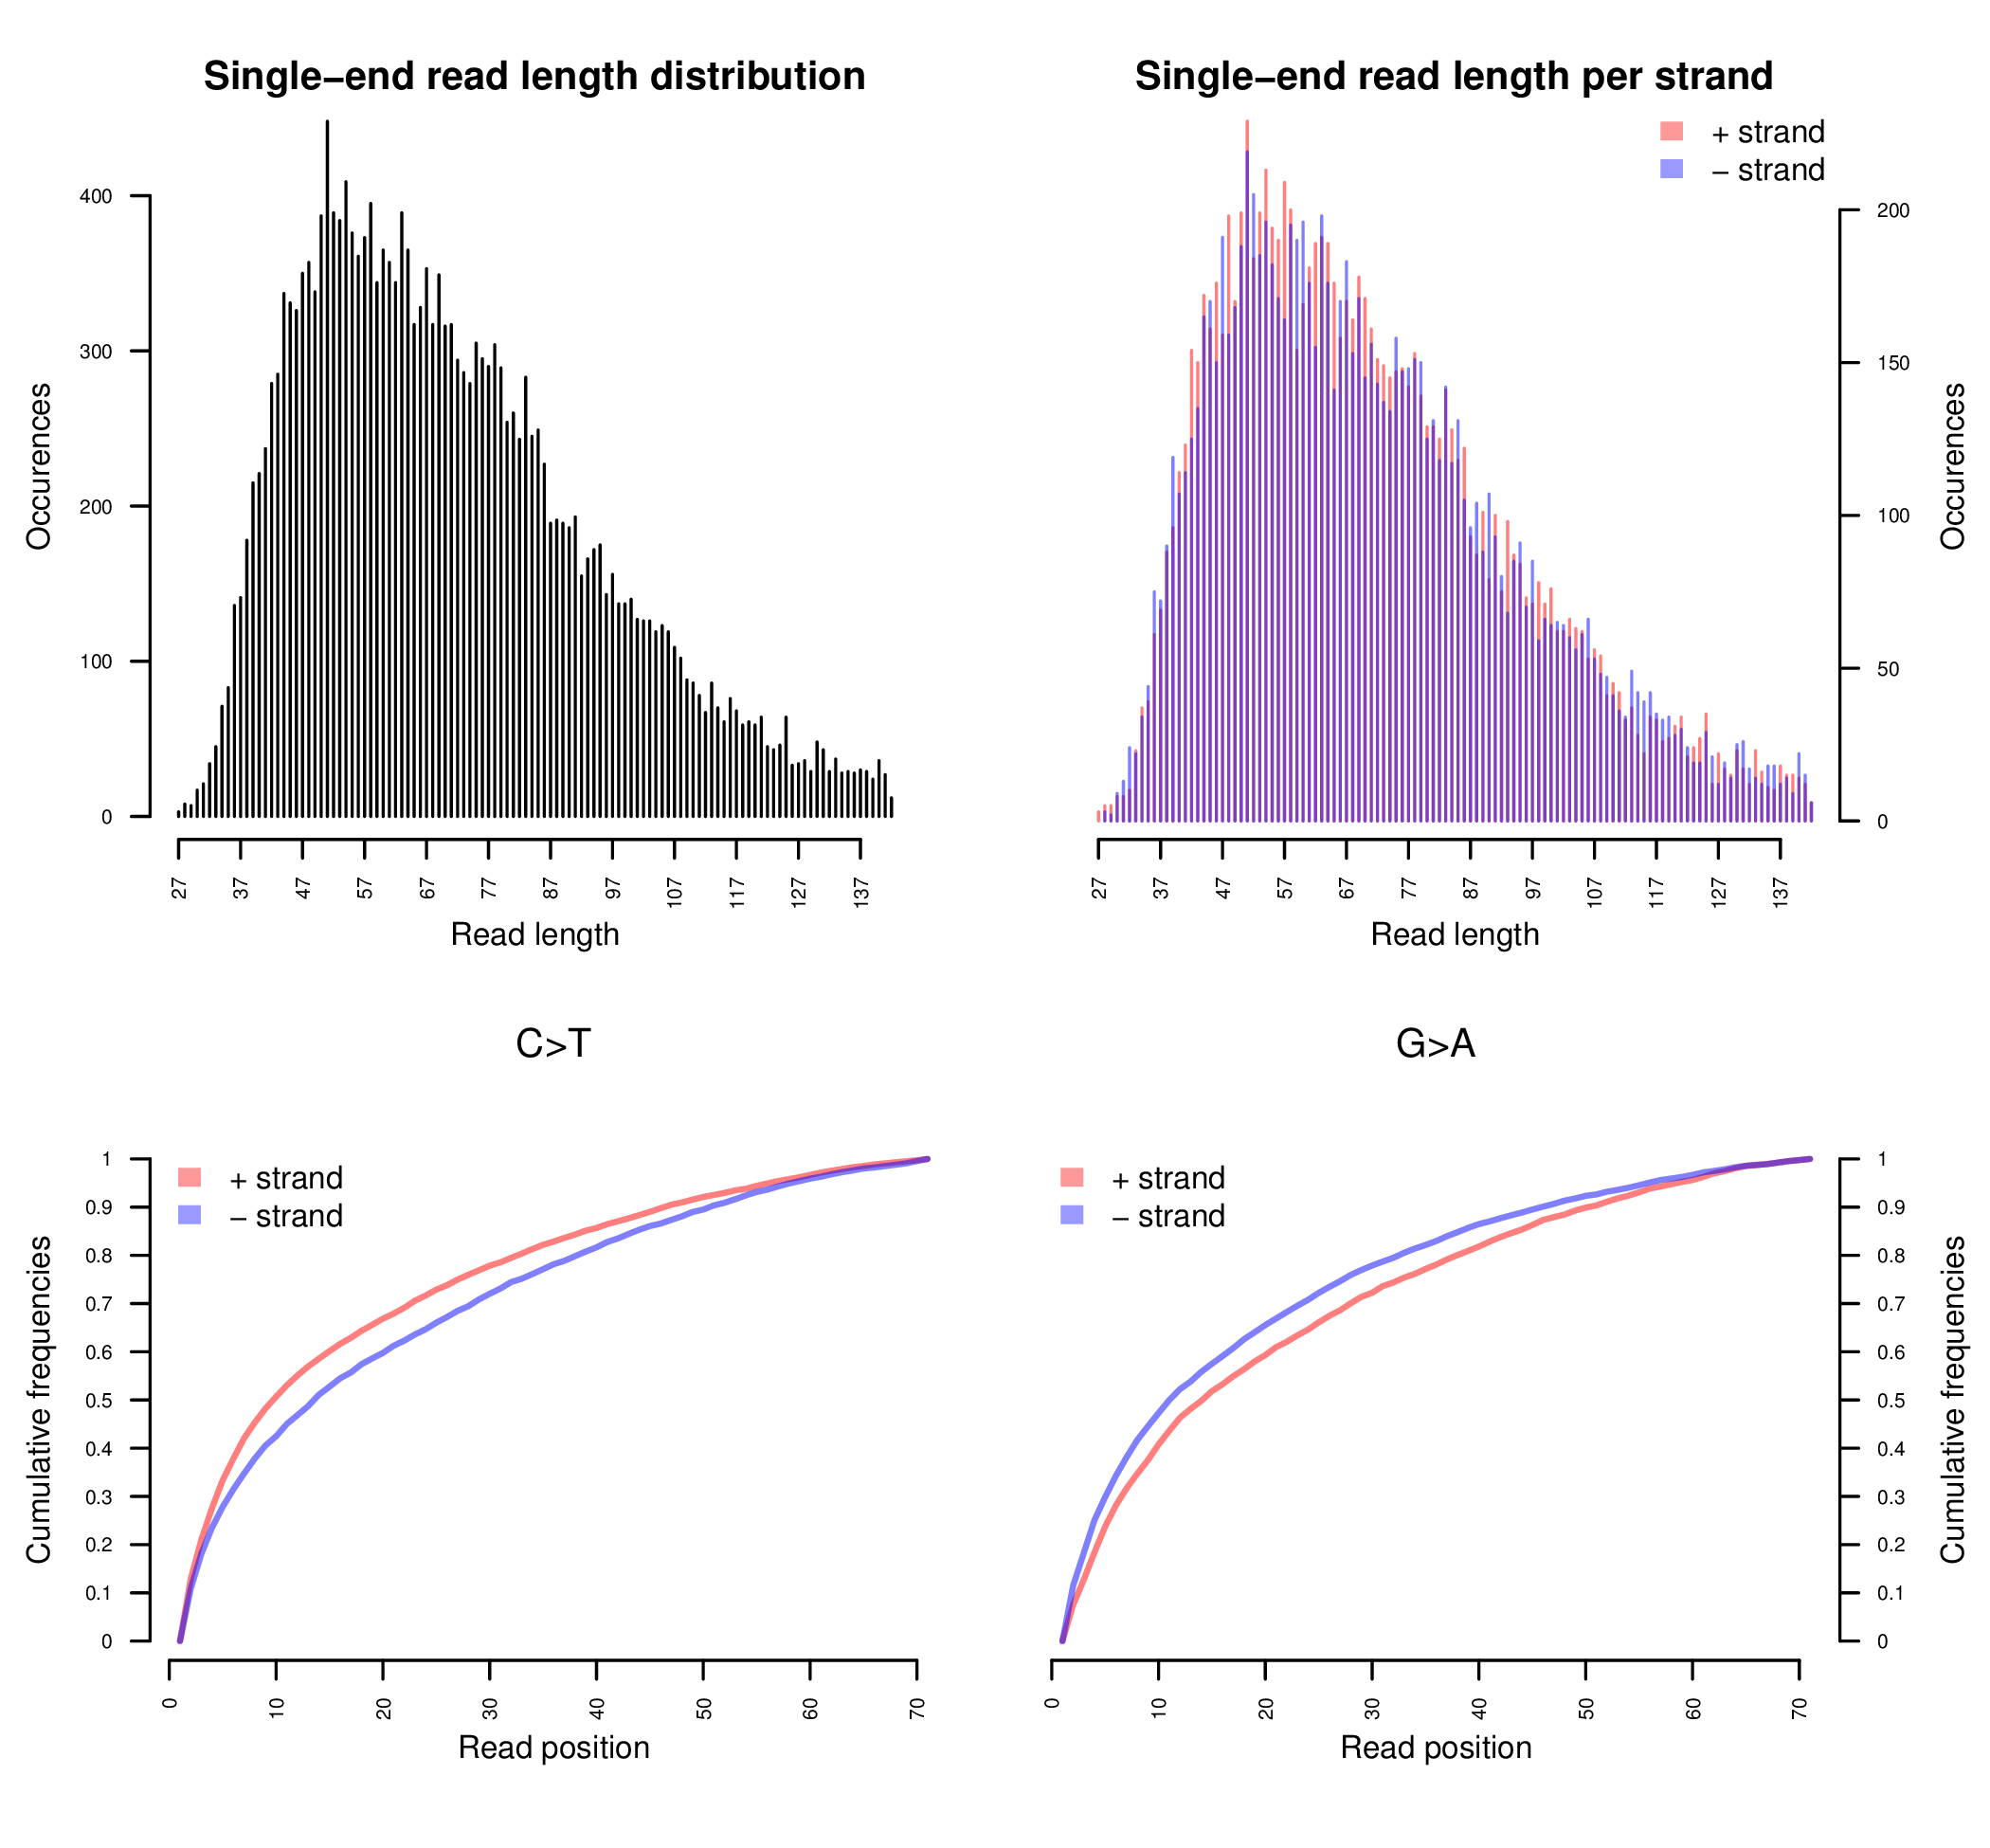 Single−end read length distribution
Occurences
400
300
200
100
0
27 37 47 57 67 77 87 97 107 117 127 137
Read length
Single−end read length per strand
+ strand
− strand
200
150
100
50
0
Occurences
27 37 47 57 67 77 87 97 107 117 127 137
Read length
C>T
+ strand
− strand
Cumulative frequencies
1
0.9
0.8
0.7
0.6
0.5
0.4
0.3
0.2
0.1
0
0 10 20 30 40 50 60 70
Read position
G>A
+ strand
− strand
1
0.9
0.8
0.7
0.6
0.5
0.4
0.3
0.2
0.1
0
Cumulative frequencies
0 10 20 30 40 50 60 70
Read position